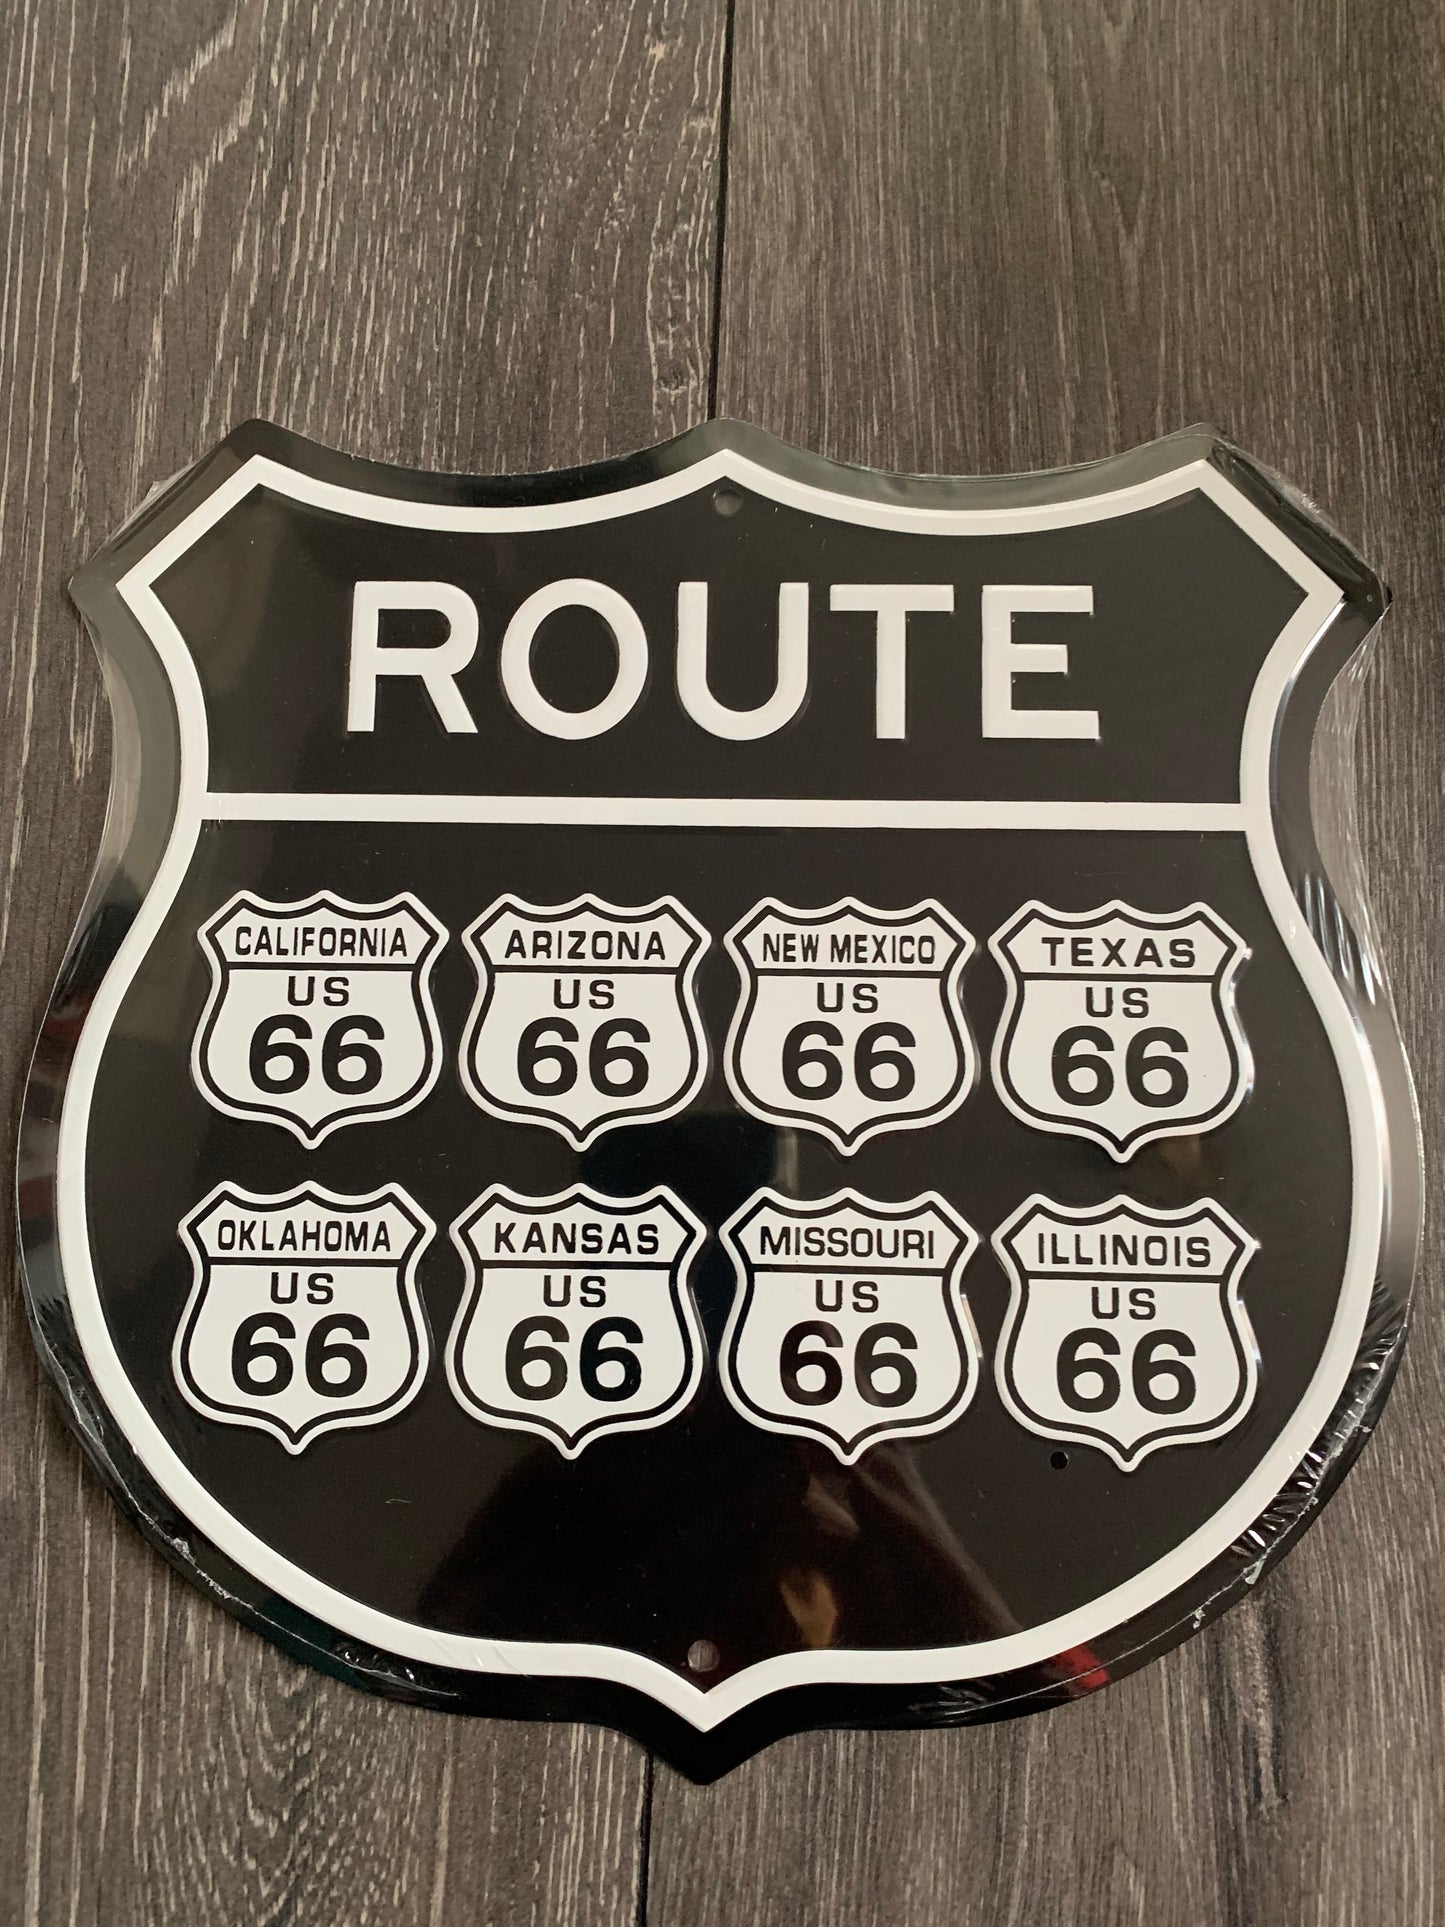 ROUTE
CALIFORNIA
US
66
ARIZONA
US
66
NEW MEXICO
US
66
TEXAS
US
66
OKLAHOMA
US
66
KANSAS
US
66
MISSOURI
US
66
ILLINOIS
US
66